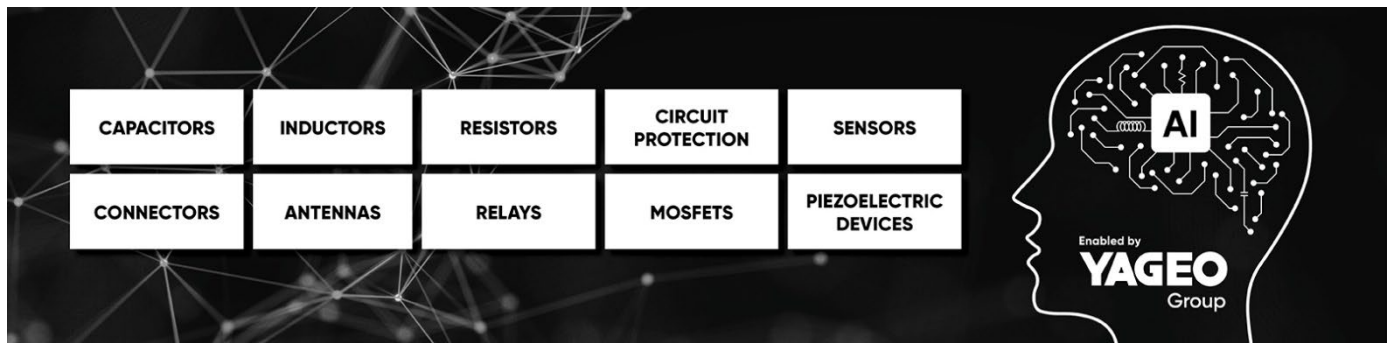 CAPACITORS
INDUCTORS
RESISTORS
CIRCUIT
PROTECTION
SENSORS
CONNECTORS
ANTENNAS
RELAYS
MOSFETS
PIEZOELECTRIC
DEVICES
AI
Enabled by
YAGEO
Group